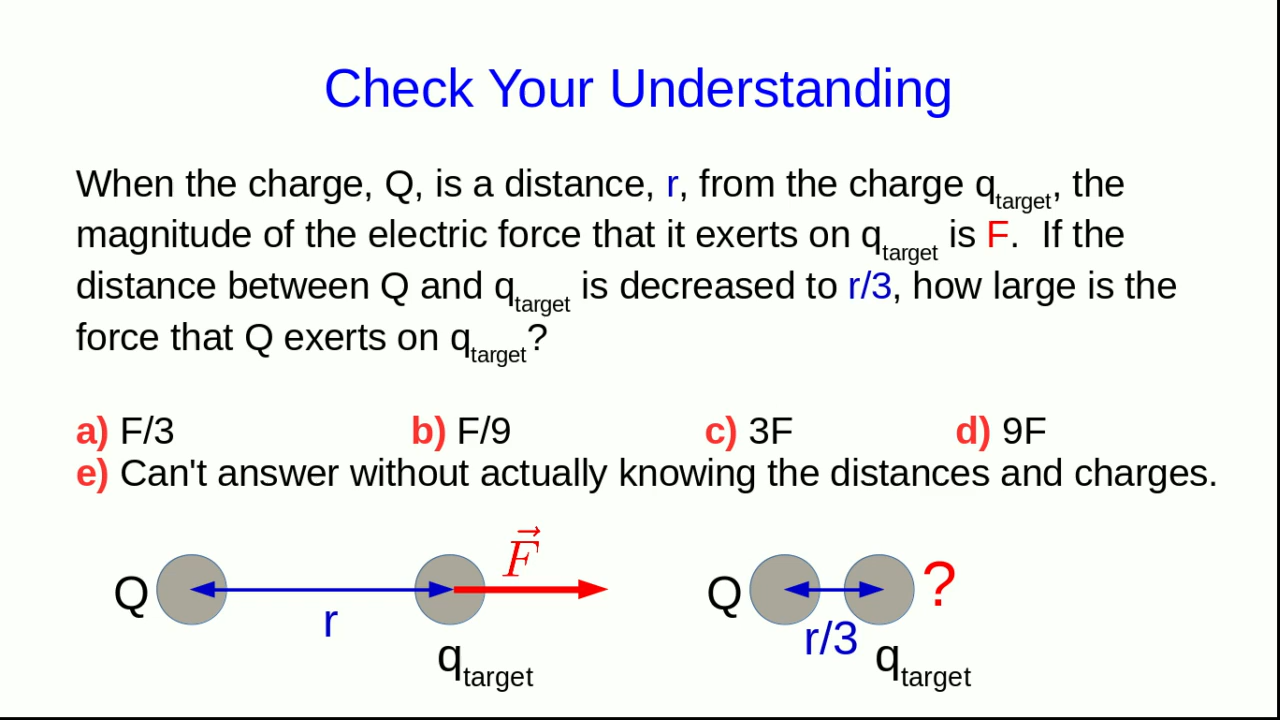 Check Your Understanding
When the charge, Q, is a distance, r, from the charge qtarget, the
magnitude of the electric force that it exerts on qtarget is F. If the
distance between Q and qtarget is decreased to r/3, how large is the
force that Q exerts on qtarget?
a) F/3 b) F/9 c) 3F d) 9F
e) Can't answer without actually knowing the distances and charges.
F⃗
Q
r
qtarget
Q
?
r/3
qtarget